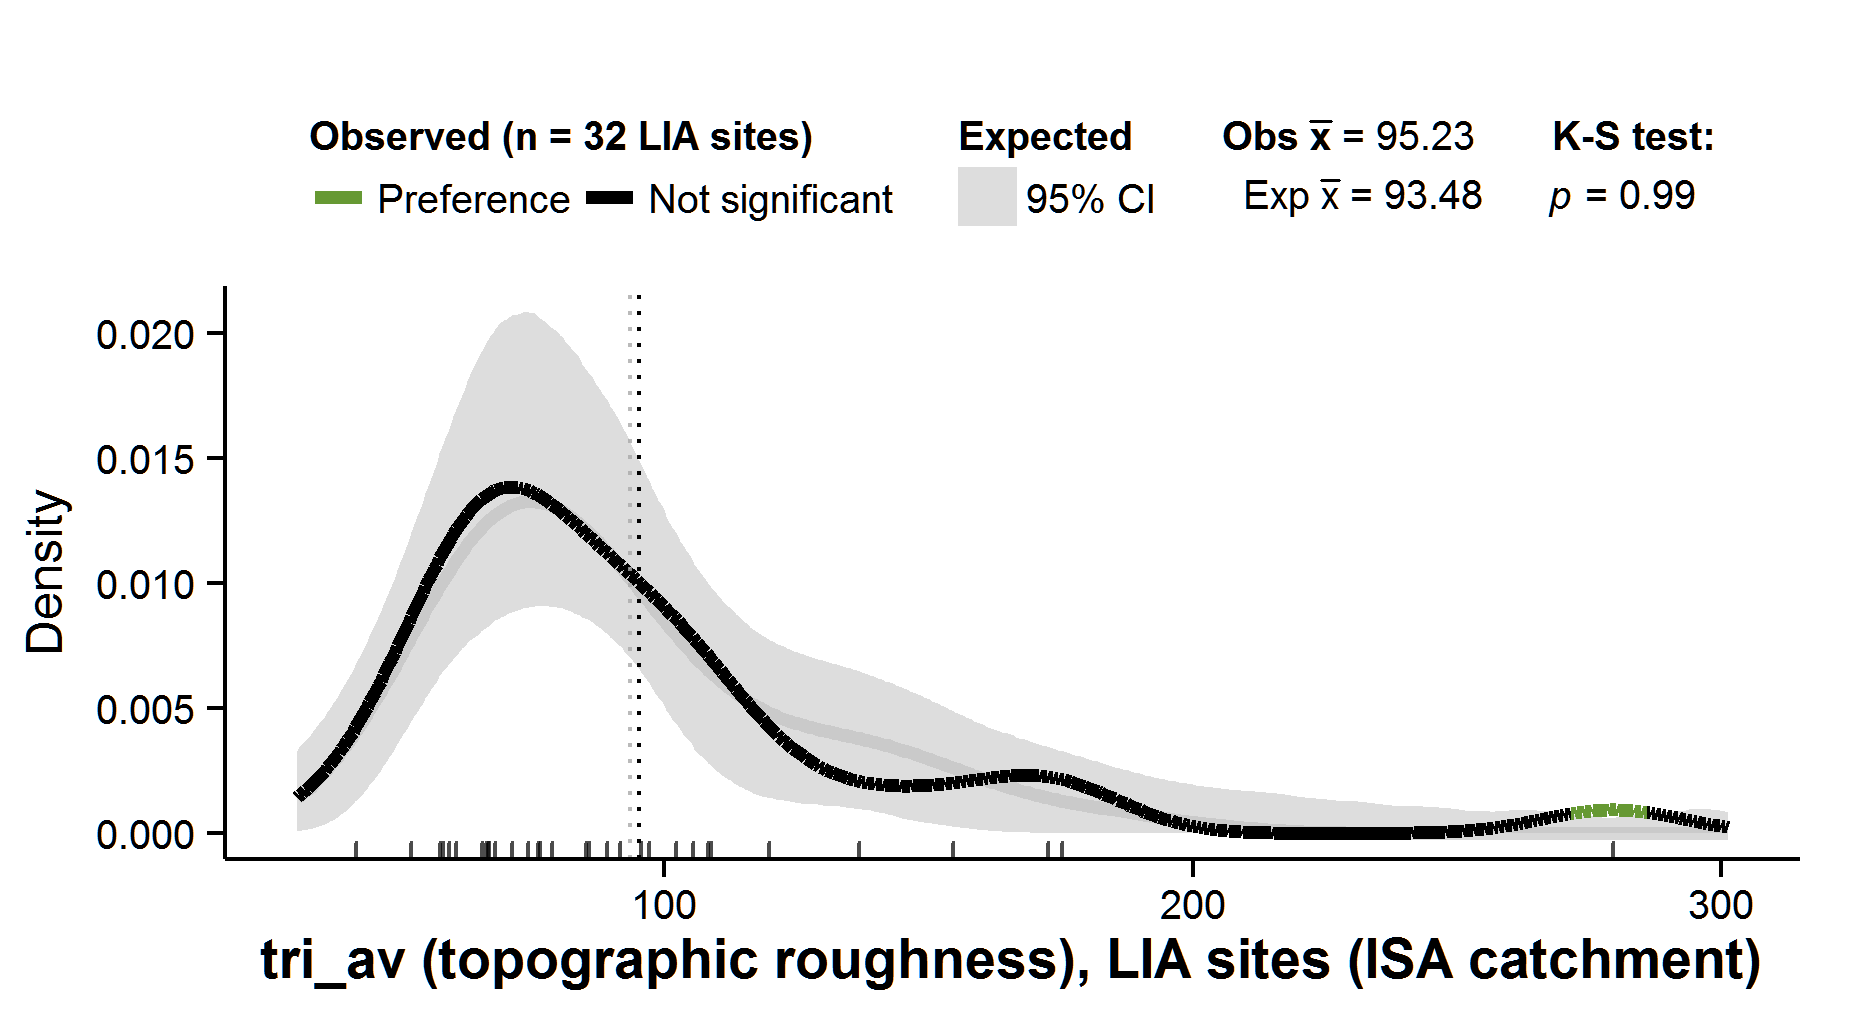 Observed (n = 32 LIA sites) Expected Obs x̅ = 95.23 K-S test:
Preference Not significant 95% CI Exp x̅ = 93.48 p = 0.99
0.020
0.015
0.010
0.005
0.000
Density
100 200 300
tri_av (topographic roughness), LIA sites (ISA catchment)